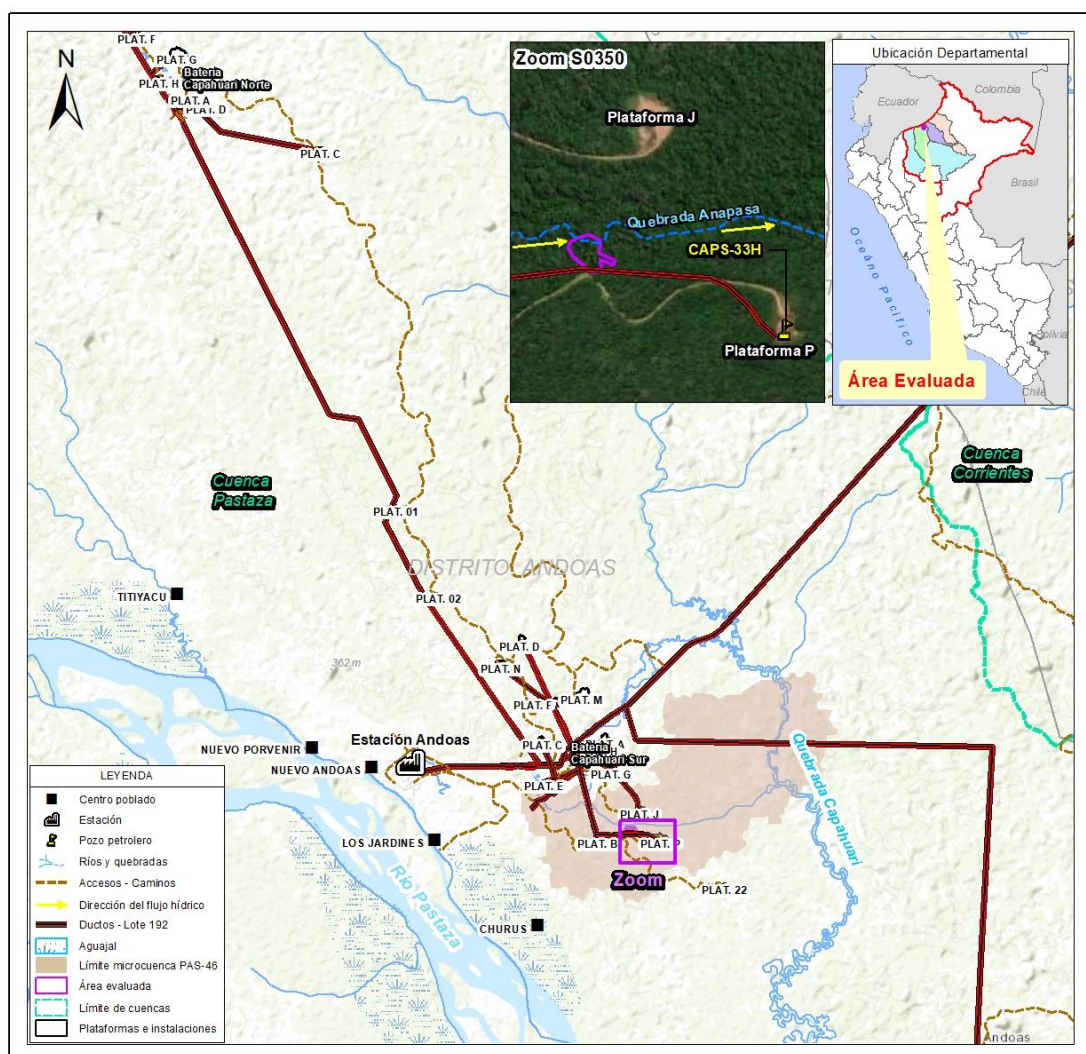 N
PLAT. F
PLAT. G
Bateria
Capahuari Norte
PLAT. H
PLAT. A
PLAT. D
PLAT. C
Zoom S0350
Plataforma J
Quebrada Anapasa
CAPS-33H
Plataforma P
Ubicación Departamental
Ecuador
Colombia
Brasil
Océano Pacífico
Bolivia
Chile
Área Evaluada
Cuenca
Pastaza
Cuenca
Corrientes
PLAT. 01
DISTRITO ANDOAS
PLAT. 02
TITIYACU
362 m
PLAT. D
PLAT. N
PLAT. M
PLAT. F
NUEVO PORVENIR
Estación Andoas
PLAT. C
PLAT. A
Bateria
Capahuari Sur
NUEVO ANDOAS
PLAT. G
PLAT. E
PLAT. J
LOS JARDINES
PLAT. B
PLAT. P
Zoom
PLAT. 22
Quebrada Capahuari
Río Pastaza
CHURUS
Andoas
LEYENDA
Centro poblado
Estación
Pozo petrolero
Ríos y quebradas
Accesos - Caminos
Dirección del flujo hídrico
Ductos - Lote 192
Aguajal
Límite microcuenca PAS-46
Área evaluada
Límite de cuencas
Plataformas e instalaciones